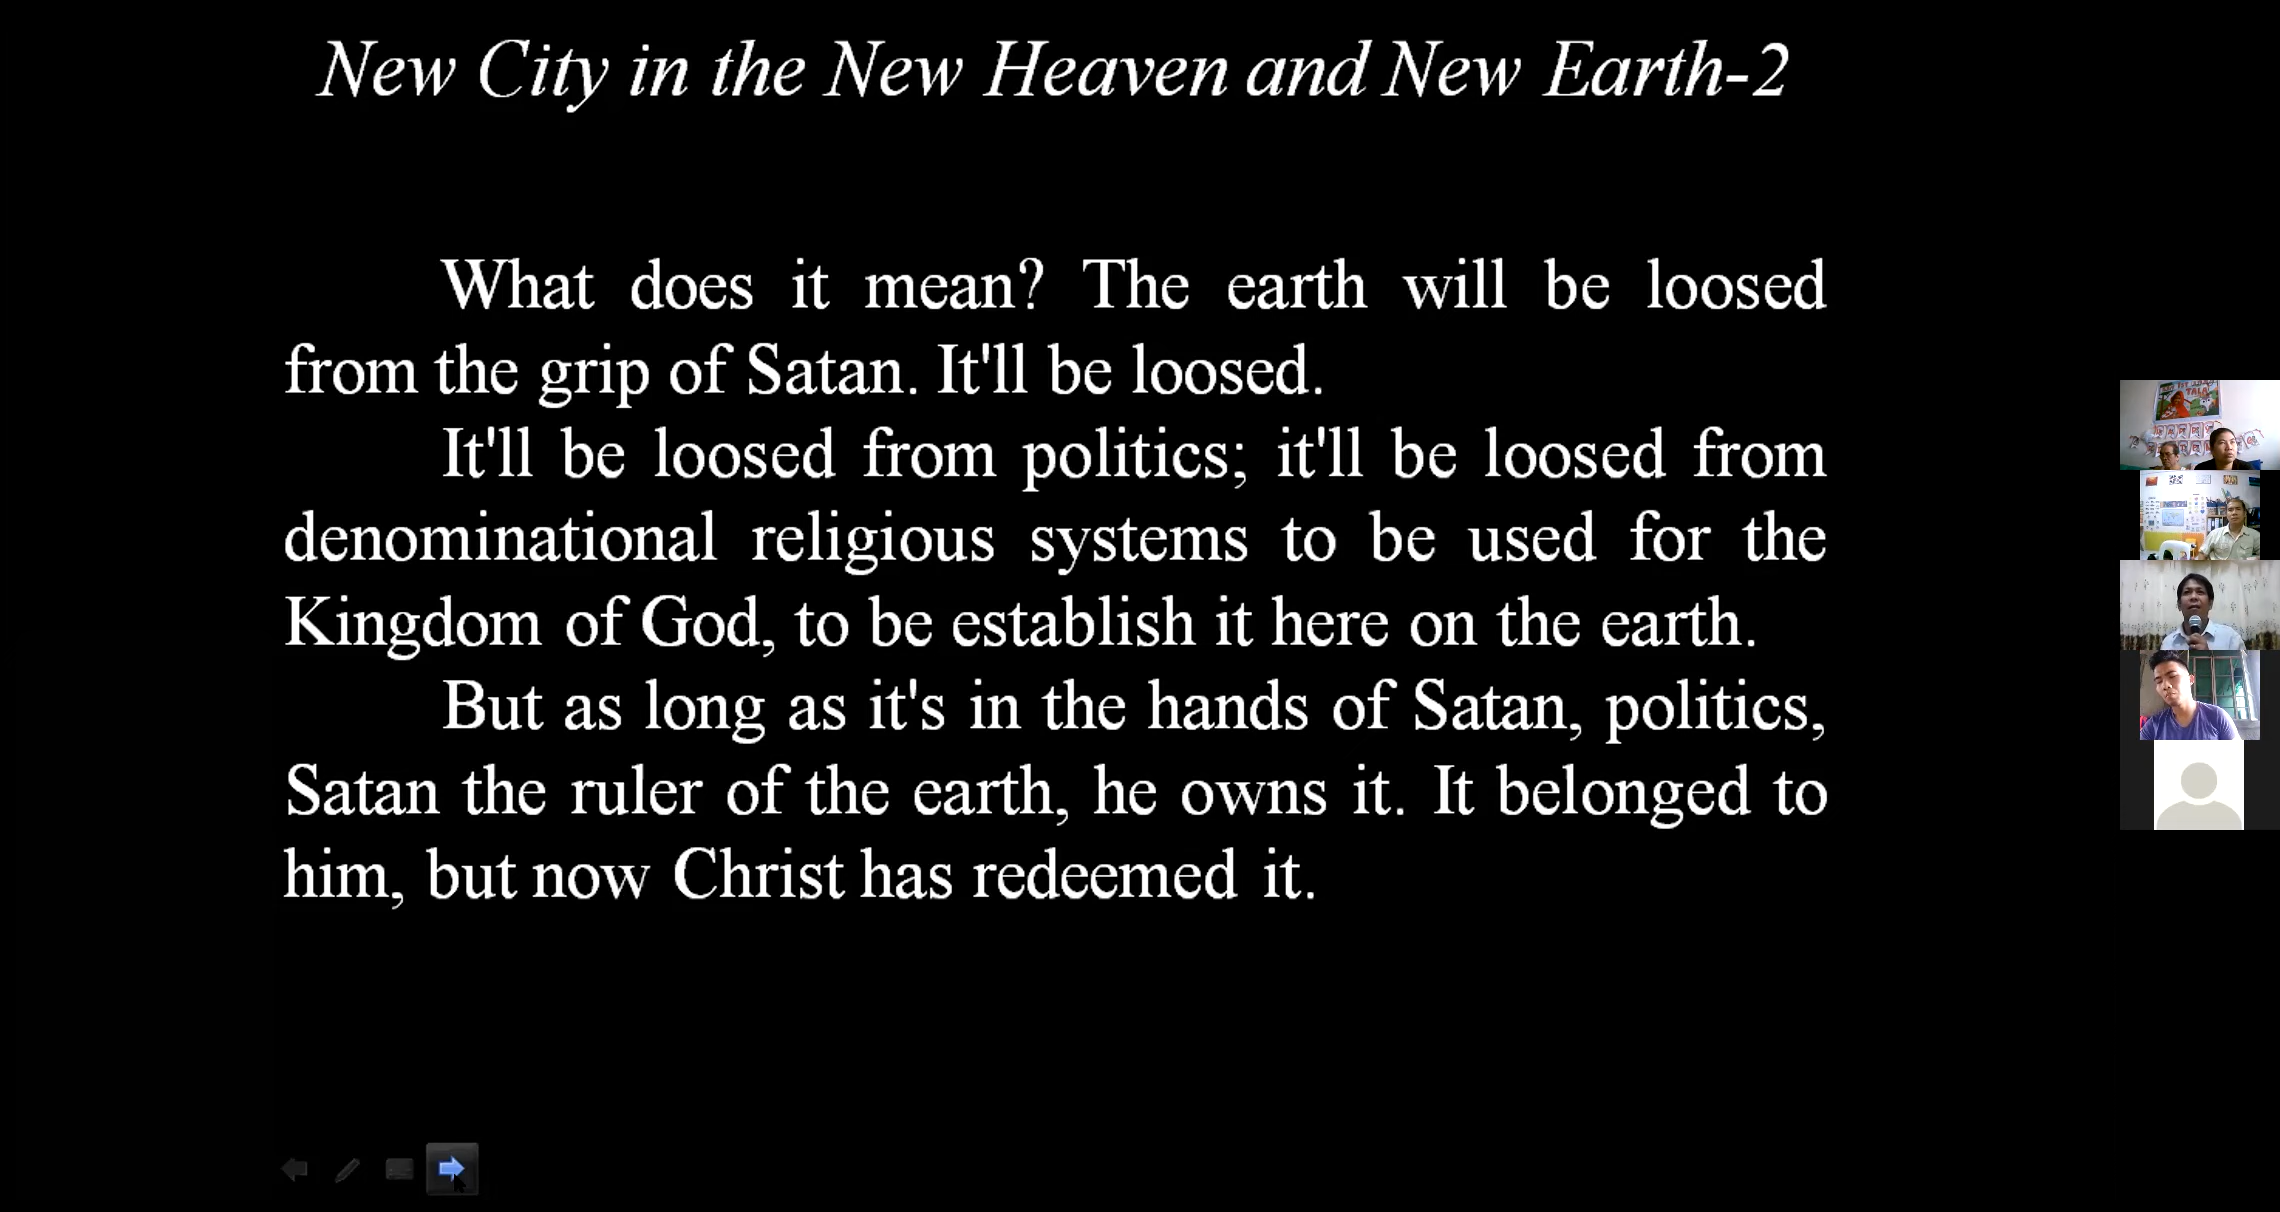 New City in the New Heaven and New Earth-2
What does it mean? The earth will be loosed
from the grip of Satan. It'll be loosed.
It'll be loosed from politics; it'll be loosed from
denominational religious systems to be used for the
Kingdom of God, to be establish it here on the earth.
But as long as it's in the hands of Satan, politics,
Satan the ruler of the earth, he owns it. It belonged to
him, but now Christ has redeemed it.
TALA